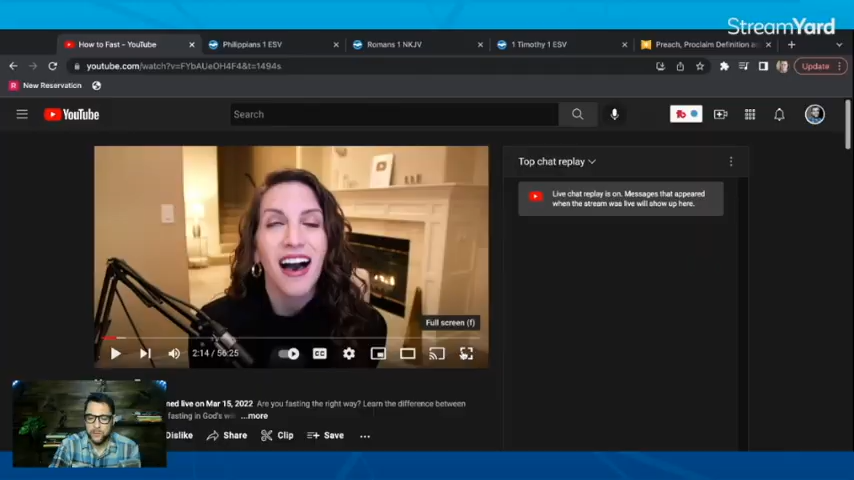 StreamYard
How to Fast - YouTube
Philippians 1 ESV
Romans 1 NKJV
1 Timothy 1 ESV
Preach, Proclaim Definition a
youtube.com/watch?v=FYbAUeOH4F4&t=1494s
Update
New Reservation
YouTube
Search
Top chat replay
Live chat replay is on. Messages that appeared
when the stream was live will show up here.
Full screen (f)
2:14 / 56:25
CC
med live on Mar 15, 2022 Are you fasting the right way? Learn the difference between
fasting in God's wi ...more
Dislike Share Clip Save